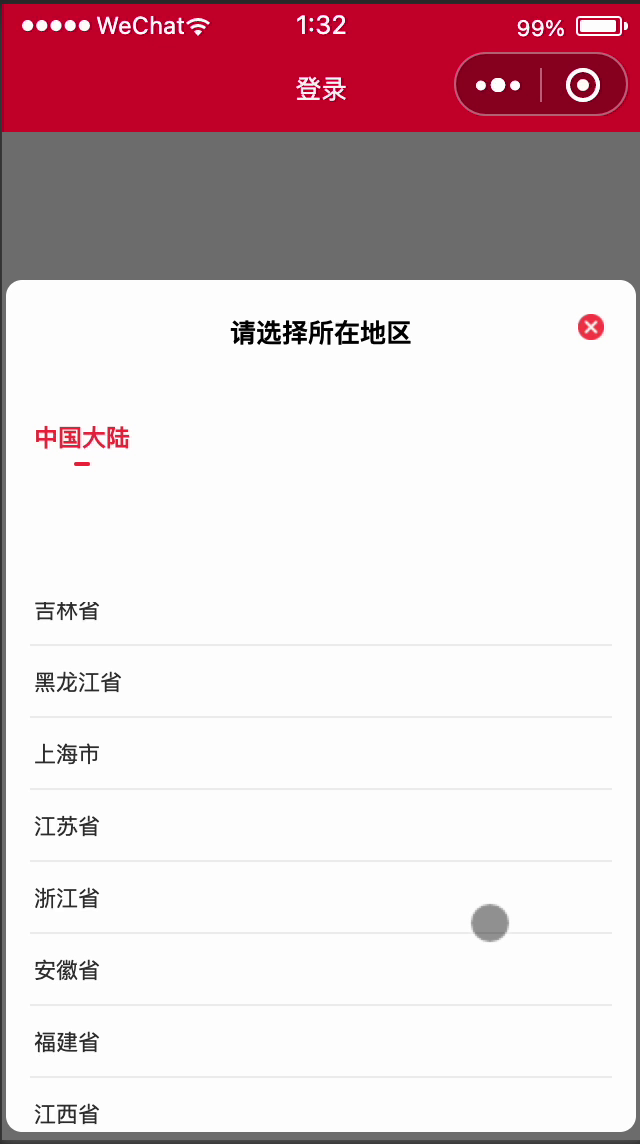 WeChat 1:32 99%
登录
请选择所在地区
中国大陆
吉林省
黑龙江省
上海市
江苏省
浙江省
安徽省
福建省
江西省